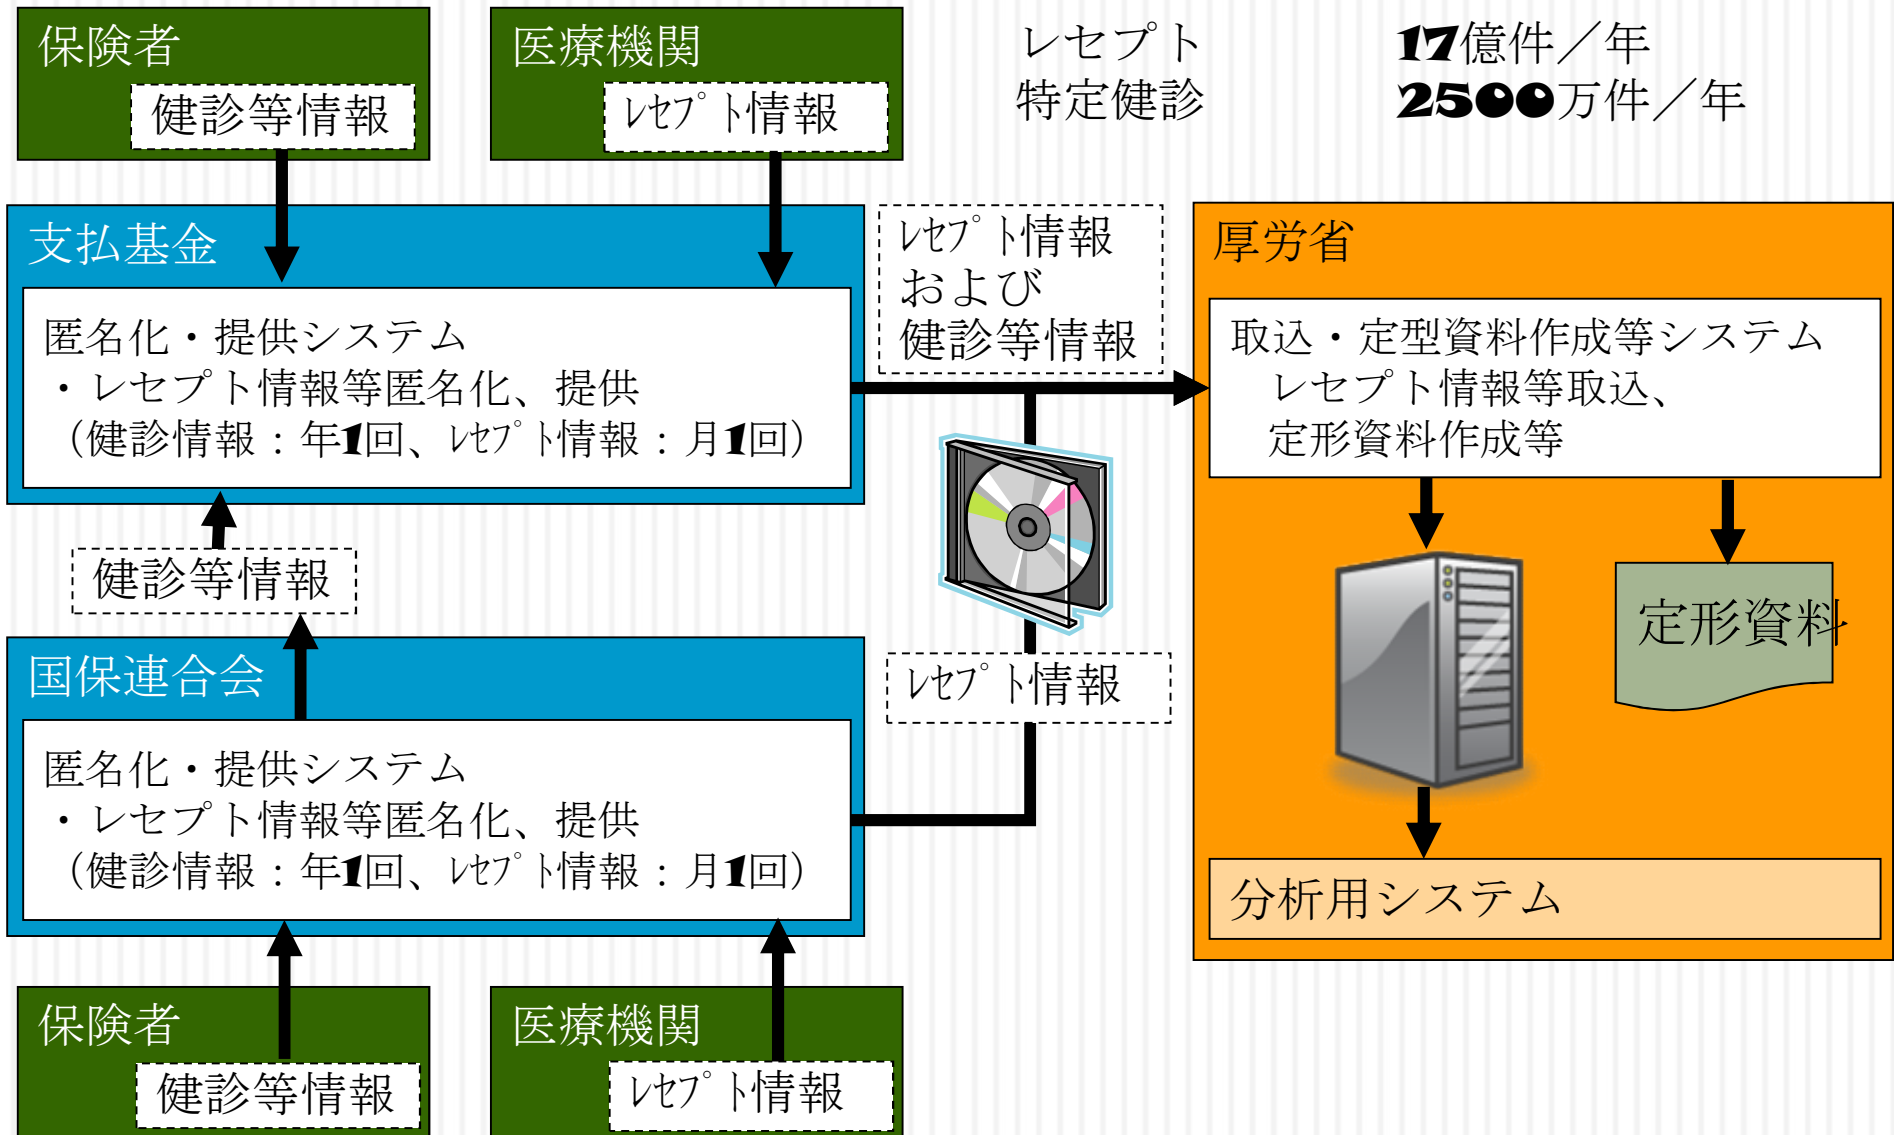 保険者
健診等情報
医療機関
ﾚｾﾌﾟﾄ情報
レセプト 17億件／年
特定健診 2500万件／年
支払基金
匿名化・提供システム
・レセプト情報等匿名化、提供
（健診情報：年1回、ﾚｾﾌﾟﾄ情報：月1回）
ﾚｾﾌﾟﾄ情報
および
健診等情報
厚労省
取込・定型資料作成等システム
レセプト情報等取込、
定形資料作成等
健診等情報
定形資料
国保連合会
ﾚｾﾌﾟﾄ情報
匿名化・提供システム
・レセプト情報等匿名化、提供
（健診情報：年1回、ﾚｾﾌﾟﾄ情報：月1回）
分析用システム
保険者
健診等情報
医療機関
ﾚｾﾌﾟﾄ情報